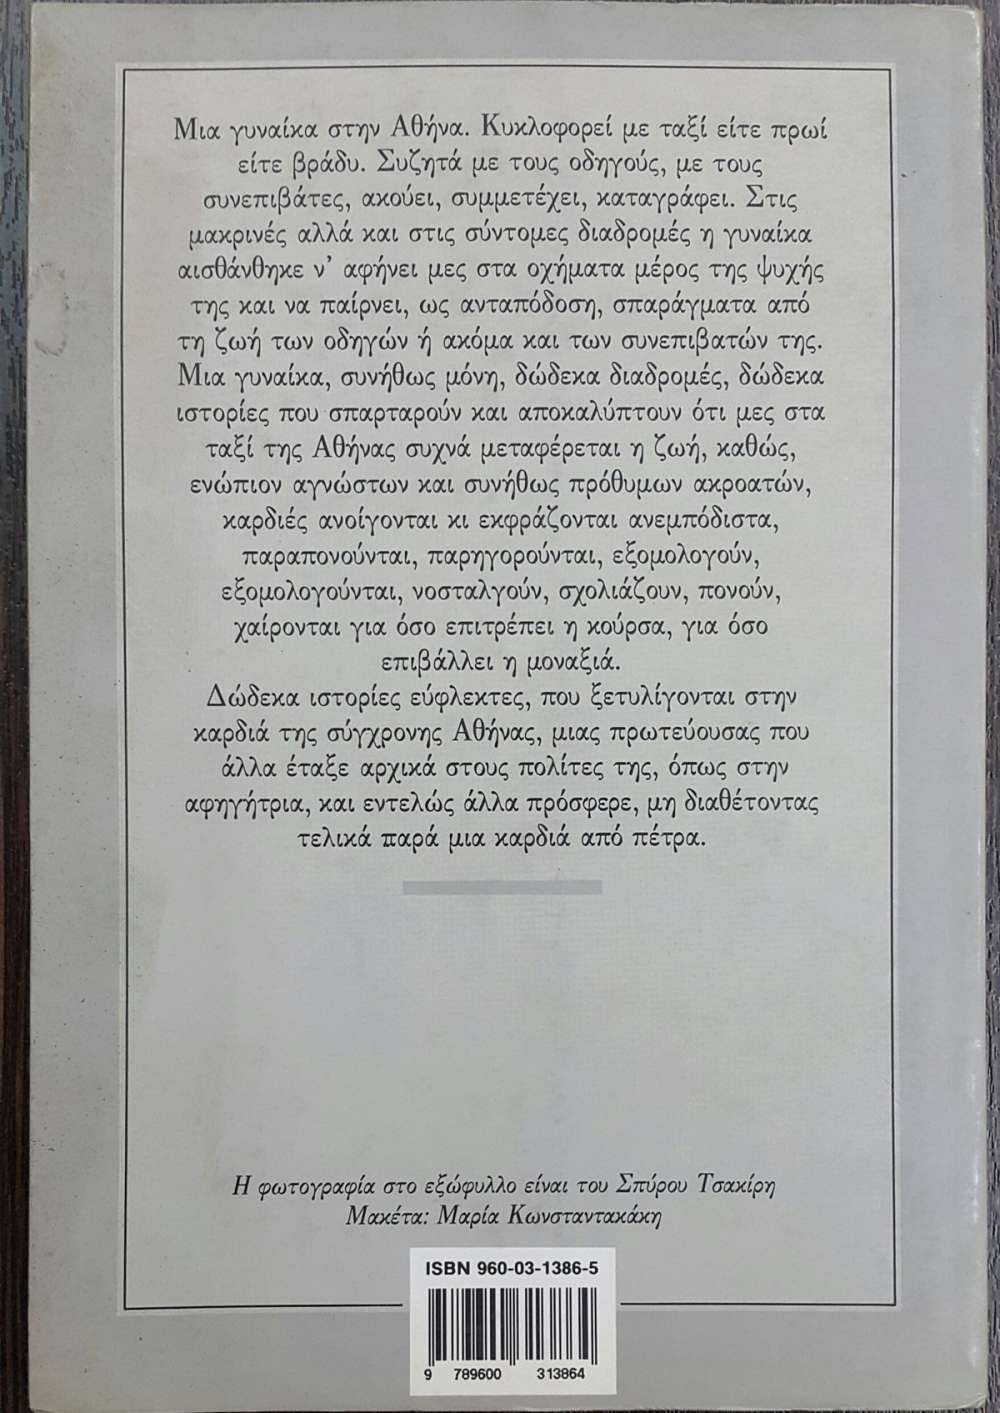 Μια γυναίκα στην Αθήνα. Κυκλοφορεί με ταξί είτε πρωί
είτε βράδυ. Συζητά με τους οδηγούς, με τους
συνεπιβάτες, ακούει, συμμετέχει, καταγράφει. Στις
μακρινές αλλά και στις σύντομες διαδρομές η γυναίκα
αισθάνθηκε ν' αφήνει μες στα οχήματα μέρος της ψυχής
της και να παίρνει, ως ανταπόδοση, σπαράγματα από
τη ζωή των οδηγών ή ακόμα και των συνεπιβατών της.
Μια γυναίκα, συνήθως μόνη, δώδεκα διαδρομές, δώδεκα
ιστορίες που σπαρταρούν και αποκαλύπτουν ότι μες στα
ταξί της Αθήνας συχνά μεταφέρεται η ζωή, καθώς,
ενώπιον αγνώστων και συνήθως πρόθυμων ακροατών,
καρδιές ανοίγονται κι εκφράζονται ανεμπόδιστα,
παραπονούνται, παρηγορούνται, εξομολογούν,
εξομολογούνται, νοσταλγούν, σχολιάζουν, πονούν,
χαίρονται για όσο επιτρέπει η κούρσα, για όσο
επιβάλλει η μοναξιά.
Δώδεκα ιστορίες εύφλεκτες, που ξετυλίγονται στην
καρδιά της σύγχρονης Αθήνας, μιας πρωτεύουσας που
άλλα έταξε αρχικά στους πολίτες της, όπως στην
αφηγήτρια, και εντελώς άλλα πρόσφερε, μη διαθέτοντας
τελικά παρά μια καρδιά από πέτρα.
Η φωτογραφία στο εξώφυλλο είναι του Σπύρου Τσακίρη
Μακέτα: Μαρία Κωνσταντακάκη
ISBN 960-03-1386-5
9 789600 313864